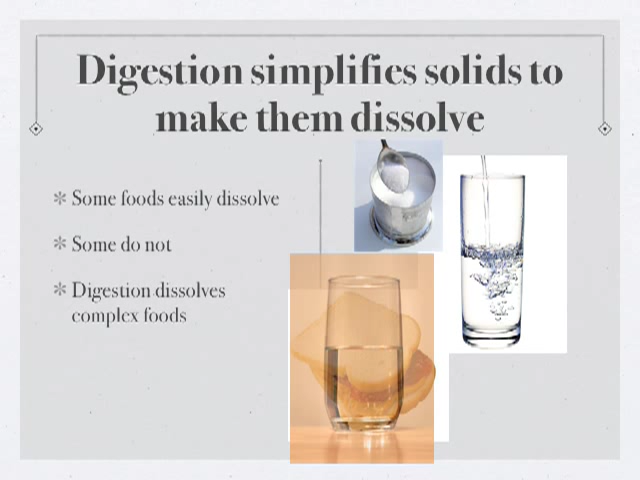 Digestion simplifies solids to
make them dissolve
Some foods easily dissolve
Some do not
Digestion dissolves
complex foods